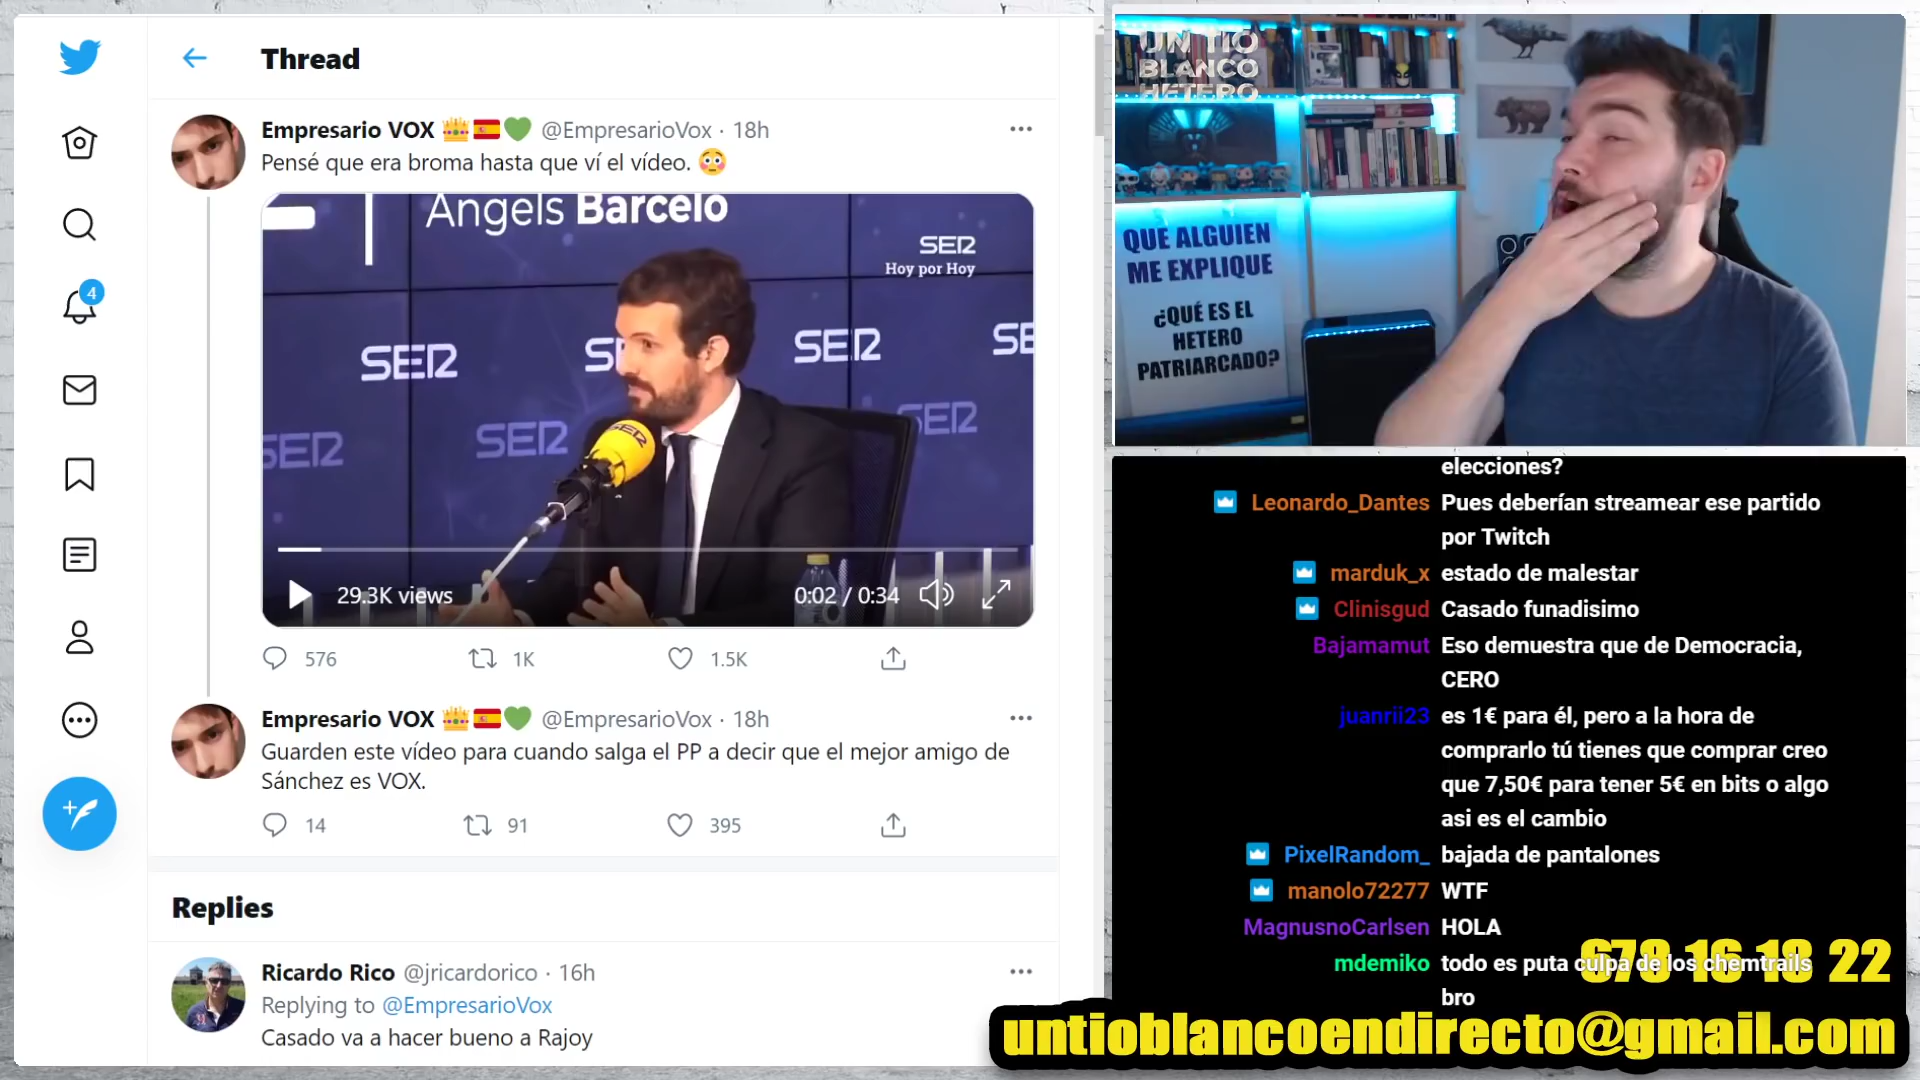 Thread
Empresario VOX @EmpresarioVox · 18h
Pensé que era broma hasta que ví el vídeo.
Àngels Barceló
SER
Hoy por Hoy
SER
SER
SER
SER
SER
SER
SER
29.3K views
0:02 / 0:34
576
1K
1.5K
Empresario VOX @EmpresarioVox · 18h
Guarden este vídeo para cuando salga el PP a decir que el mejor amigo de
Sánchez es VOX.
14
91
395
Replies
Ricardo Rico @jricardorico · 16h
Replying to @EmpresarioVox
Casado va a hacer bueno a Rajoy
4
UN TIO
BLANCO
HETERO
QUE ALGUIEN
ME EXPLIQUE
¿QUÉ ES EL
HETERO
PATRIARCADO?
elecciones?
Leonardo_Dantes Pues deberían streamear ese partido
por Twitch
marduk_x estado de malestar
Clinisgud Casado funadisimo
Bajamamut Eso demuestra que de Democracia,
CERO
juanrii23 es 1€ para él, pero a la hora de
comprarlo tú tienes que comprar creo
que 7,50€ para tener 5€ en bits o algo
asi es el cambio
PixelRandom_ bajada de pantalones
manolo72277 WTF
MagnusnoCarlsen HOLA
mdemiko todo es puta culpa de los chemtrails
bro
678 16 18 22
untioblancoendirecto@gmail.com